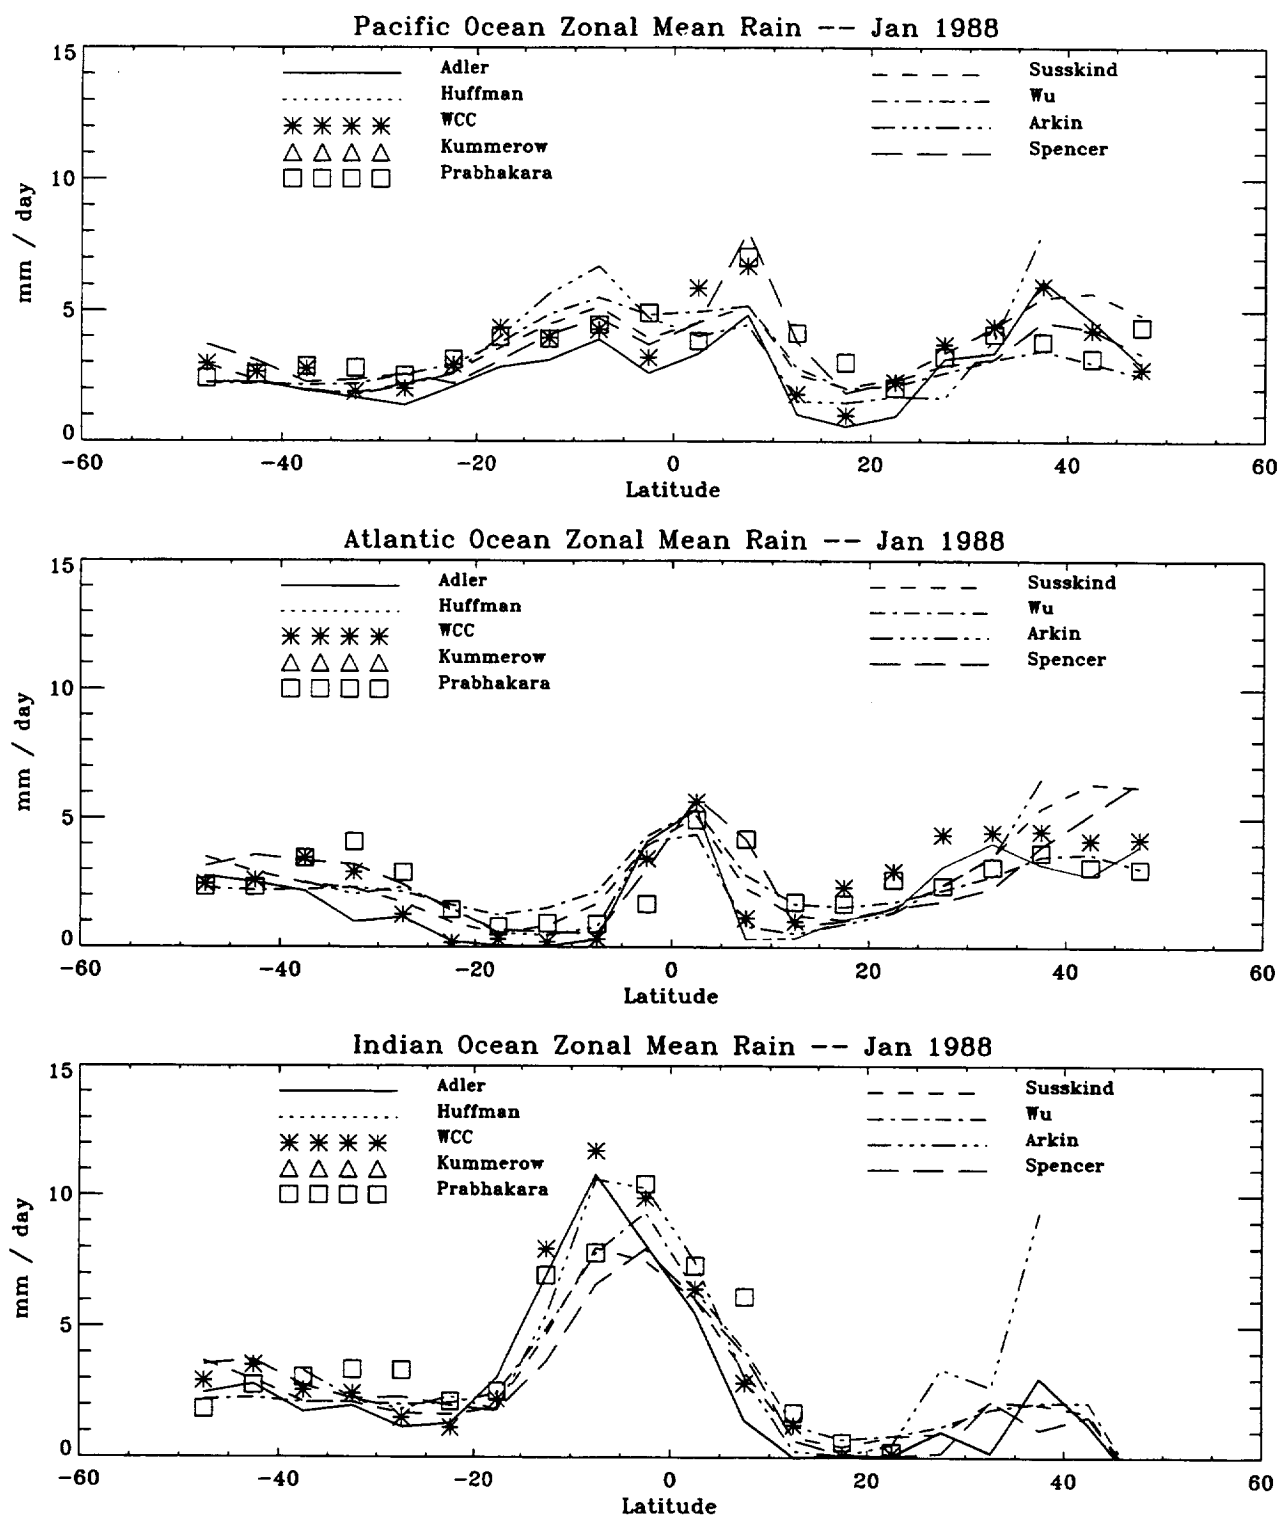 Pacific Ocean Zonal Mean Rain -- Jan 1988
15
10
5
0
mm / day
Adler
Huffman
WCC
Kummerow
Prabhakara
Susskind
Wu
Arkin
Spencer
-60 -40 -20 0 20 40 60
Latitude
Atlantic Ocean Zonal Mean Rain -- Jan 1988
15
10
5
0
mm / day
Adler
Huffman
WCC
Kummerow
Prabhakara
Susskind
Wu
Arkin
Spencer
-60 -40 -20 0 20 40 60
Latitude
Indian Ocean Zonal Mean Rain -- Jan 1988
15
10
5
0
mm / day
Adler
Huffman
WCC
Kummerow
Prabhakara
Susskind
Wu
Arkin
Spencer
-60 -40 -20 0 20 40 60
Latitude